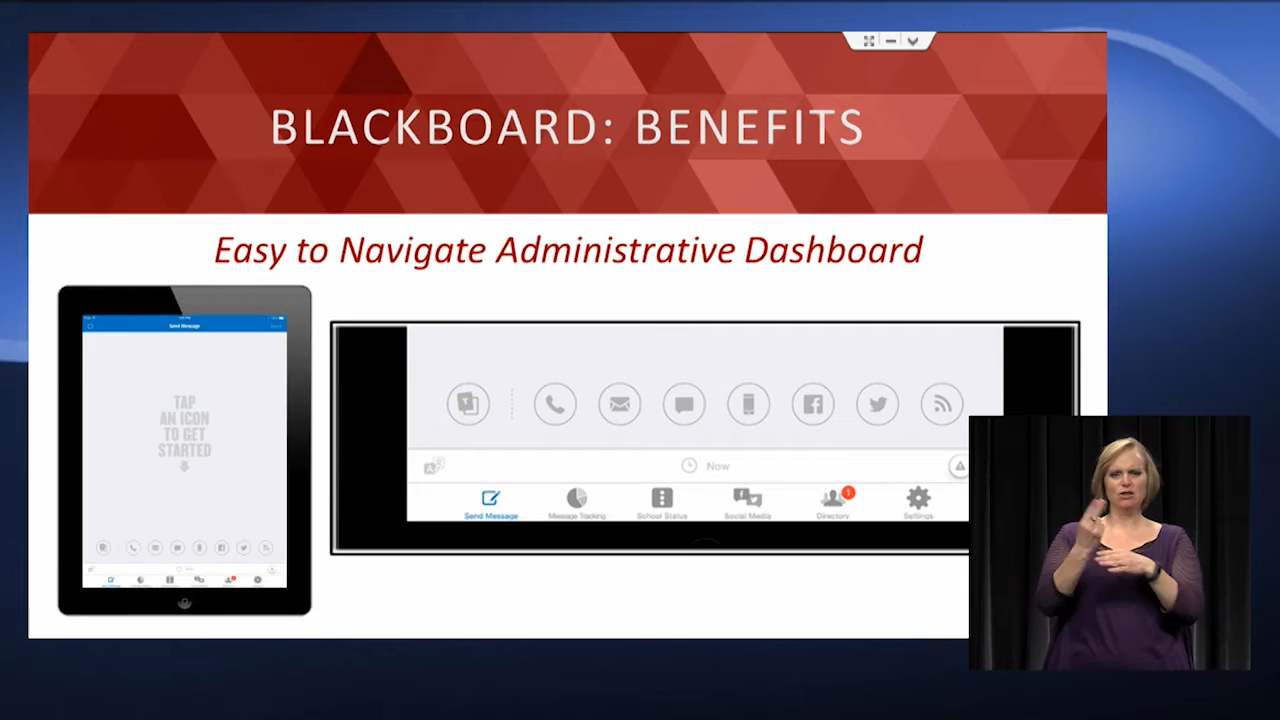 BLACKBOARD: BENEFITS
Easy to Navigate Administrative Dashboard
Send Message
TAP
AN ICON
TO GET
STARTED
Now
1
Send Message
Message Tracking
School Status
Social Media
Directory
Settings